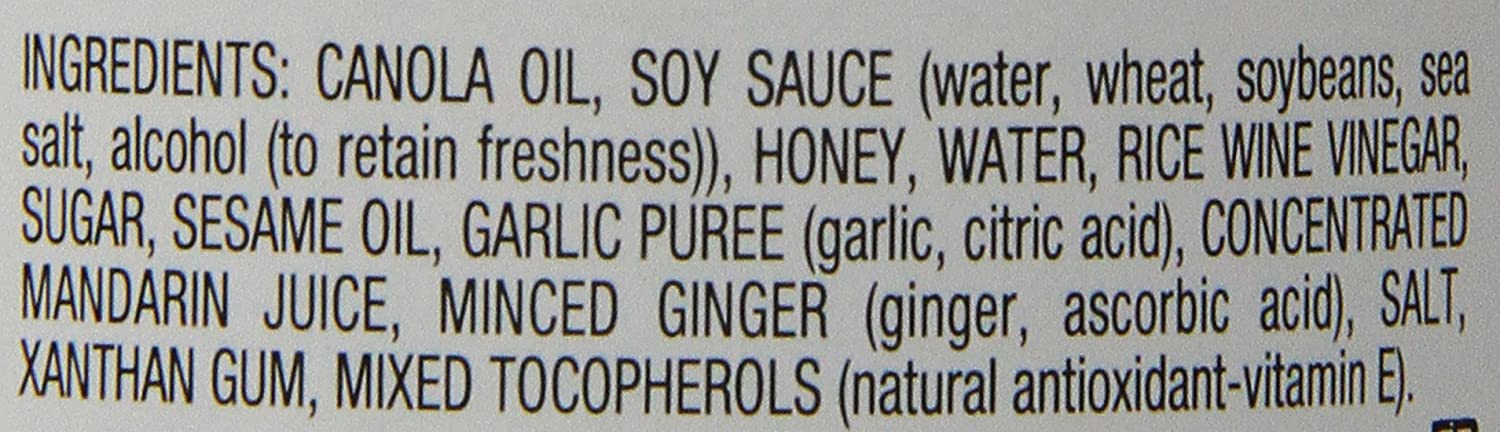 INGREDIENTS: CANOLA OIL, SOY SAUCE (water, wheat, soybeans, sea
salt, alcohol (to retain freshness)), HONEY, WATER, RICE WINE VINEGAR,
SUGAR, SESAME OIL, GARLIC PUREE (garlic, citric acid), CONCENTRATED
MANDARIN JUICE, MINCED GINGER (ginger, ascorbic acid), SALT,
XANTHAN GUM, MIXED TOCOPHEROLS (natural antioxidant-vitamin E).